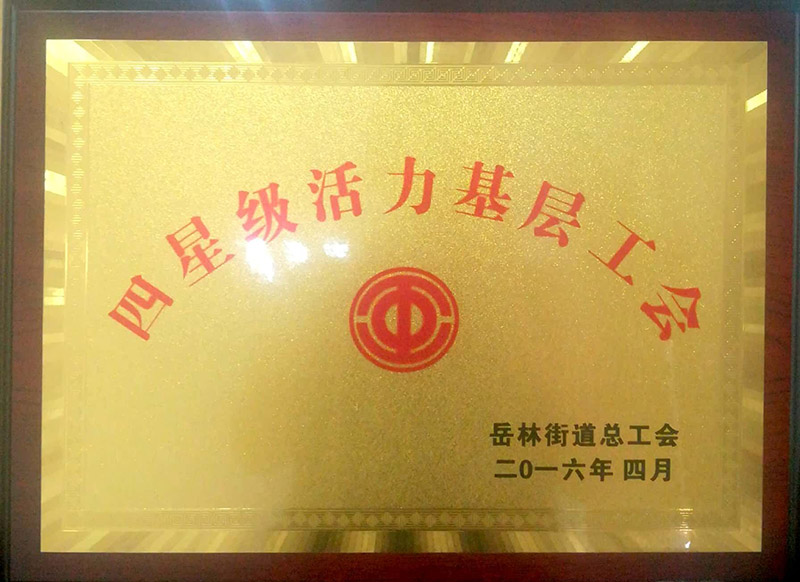 四星级活力基层工会
岳林街道总工会
二0一六年 四月